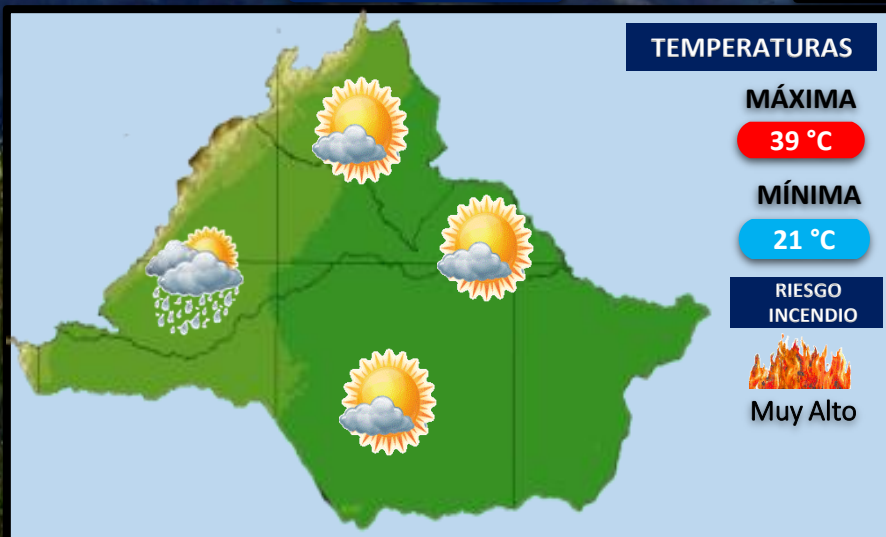 TEMPERATURAS
MÁXIMA
39 °C
MÍNIMA
21 °C
RIESGO
INCENDIO
Muy Alto